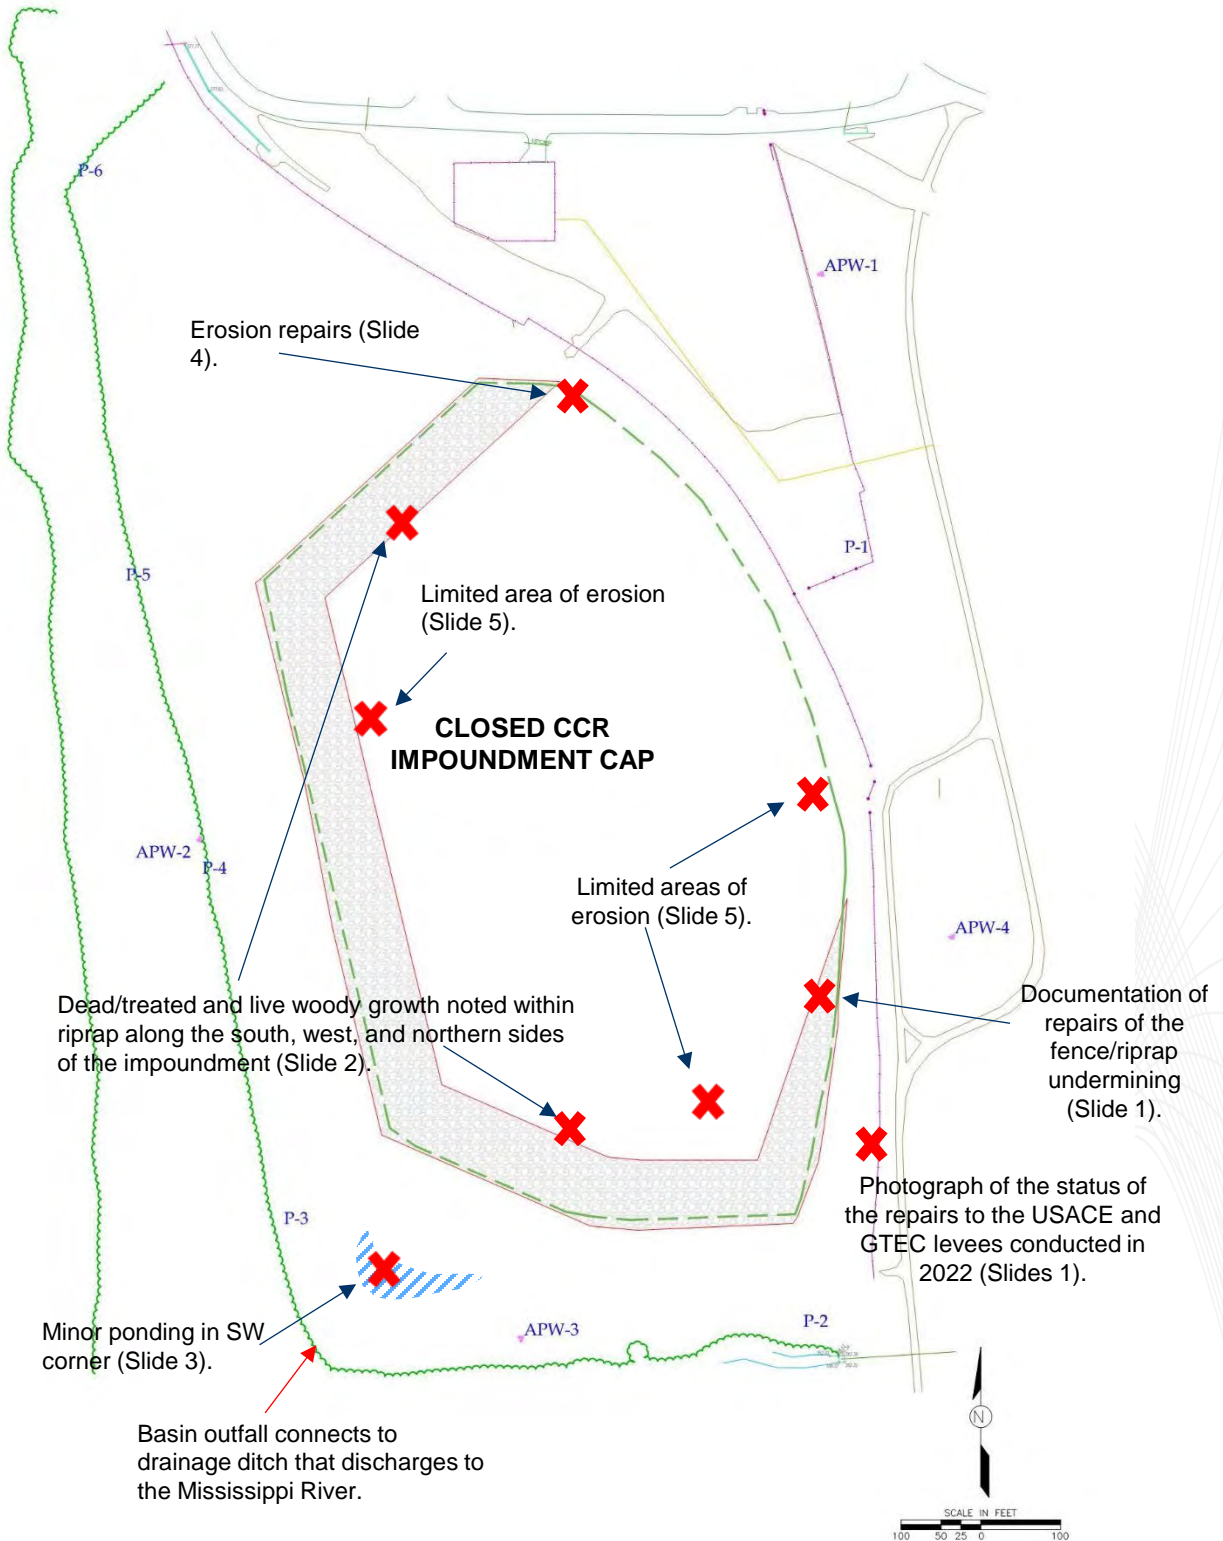 P-6
APW-1
Erosion repairs (Slide
4).
P-1
P-5
Limited area of erosion
(Slide 5).
CLOSED CCR
IMPOUNDMENT CAP
APW-2
P-4
Limited areas of
erosion (Slide 5).
APW-4
Dead/treated and live woody growth noted within
riprap along the south, west, and northern sides
of the impoundment (Slide 2).
Documentation of
repairs of the
fence/riprap
undermining
(Slide 1).
Photograph of the status of
the repairs to the USACE and
GTEC levees conducted in
2022 (Slides 1).
P-3
Minor ponding in SW
corner (Slide 3).
APW-3
P-2
Basin outfall connects to
drainage ditch that discharges to
the Mississippi River.
N
SCALE IN FEET
100 50 25 0 100